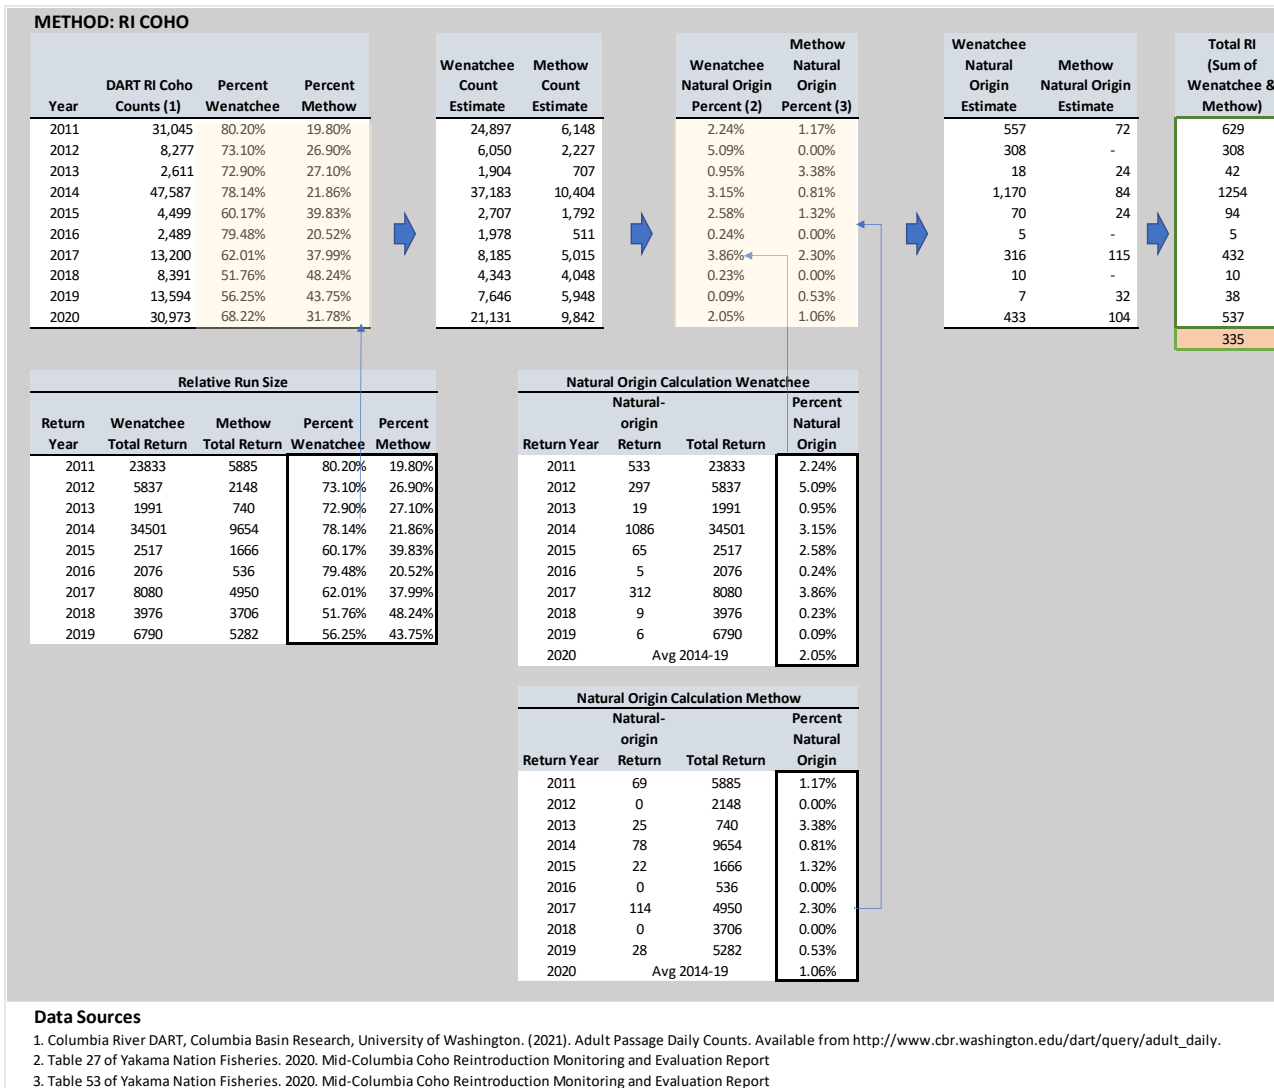 METHOD: RI COHO
Year DART RI Coho Counts (1) Percent Wenatchee Percent Methow
2011 31,045 80.20% 19.80%
2012 8,277 73.10% 26.90%
2013 2,611 72.90% 27.10%
2014 47,587 78.14% 21.86%
2015 4,499 60.17% 39.83%
2016 2,489 79.48% 20.52%
2017 13,200 62.01% 37.99%
2018 8,391 51.76% 48.24%
2019 13,594 56.25% 43.75%
2020 30,973 68.22% 31.78%
Wenatchee Count Estimate Methow Count Estimate
24,897 6,148
6,050 2,227
1,904 707
37,183 10,404
2,707 1,792
1,978 511
8,185 5,015
4,343 4,048
7,646 5,948
21,131 9,842
Wenatchee Natural Origin Percent (2) Methow Natural Origin Percent (3)
2.24% 1.17%
5.09% 0.00%
0.95% 3.38%
3.15% 0.81%
2.58% 1.32%
0.24% 0.00%
3.86% 2.30%
0.23% 0.00%
0.09% 0.53%
2.05% 1.06%
Wenatchee Natural Origin Estimate Methow Natural Origin Estimate
557 72
308 -
18 24
1,170 84
70 24
5 -
316 115
10 -
7 32
433 104
Total RI (Sum of Wenatchee & Methow)
629
308
42
1254
94
5
432
10
38
537
335
Relative Run Size
Return Year Wenatchee Total Return Methow Total Return Percent Wenatchee Percent Methow
2011 23833 5885 80.20% 19.80%
2012 5837 2148 73.10% 26.90%
2013 1991 740 72.90% 27.10%
2014 34501 9654 78.14% 21.86%
2015 2517 1666 60.17% 39.83%
2016 2076 536 79.48% 20.52%
2017 8080 4950 62.01% 37.99%
2018 3976 3706 51.76% 48.24%
2019 6790 5282 56.25% 43.75%
Natural Origin Calculation Wenatchee
Return Year Natural-origin Return Total Return Percent Natural Origin
2011 533 23833 2.24%
2012 297 5837 5.09%
2013 19 1991 0.95%
2014 1086 34501 3.15%
2015 65 2517 2.58%
2016 5 2076 0.24%
2017 312 8080 3.86%
2018 9 3976 0.23%
2019 6 6790 0.09%
2020 Avg 2014-19 2.05%
Natural Origin Calculation Methow
Return Year Natural-origin Return Total Return Percent Natural Origin
2011 69 5885 1.17%
2012 0 2148 0.00%
2013 25 740 3.38%
2014 78 9654 0.81%
2015 22 1666 1.32%
2016 0 536 0.00%
2017 114 4950 2.30%
2018 0 3706 0.00%
2019 28 5282 0.53%
2020 Avg 2014-19 1.06%
Data Sources
1. Columbia River DART, Columbia Basin Research, University of Washington. (2021). Adult Passage Daily Counts. Available from http://www.cbr.washington.edu/dart/query/adult_daily.
2. Table 27 of Yakama Nation Fisheries. 2020. Mid-Columbia Coho Reintroduction Monitoring and Evaluation Report
3. Table 53 of Yakama Nation Fisheries. 2020. Mid-Columbia Coho Reintroduction Monitoring and Evaluation Report